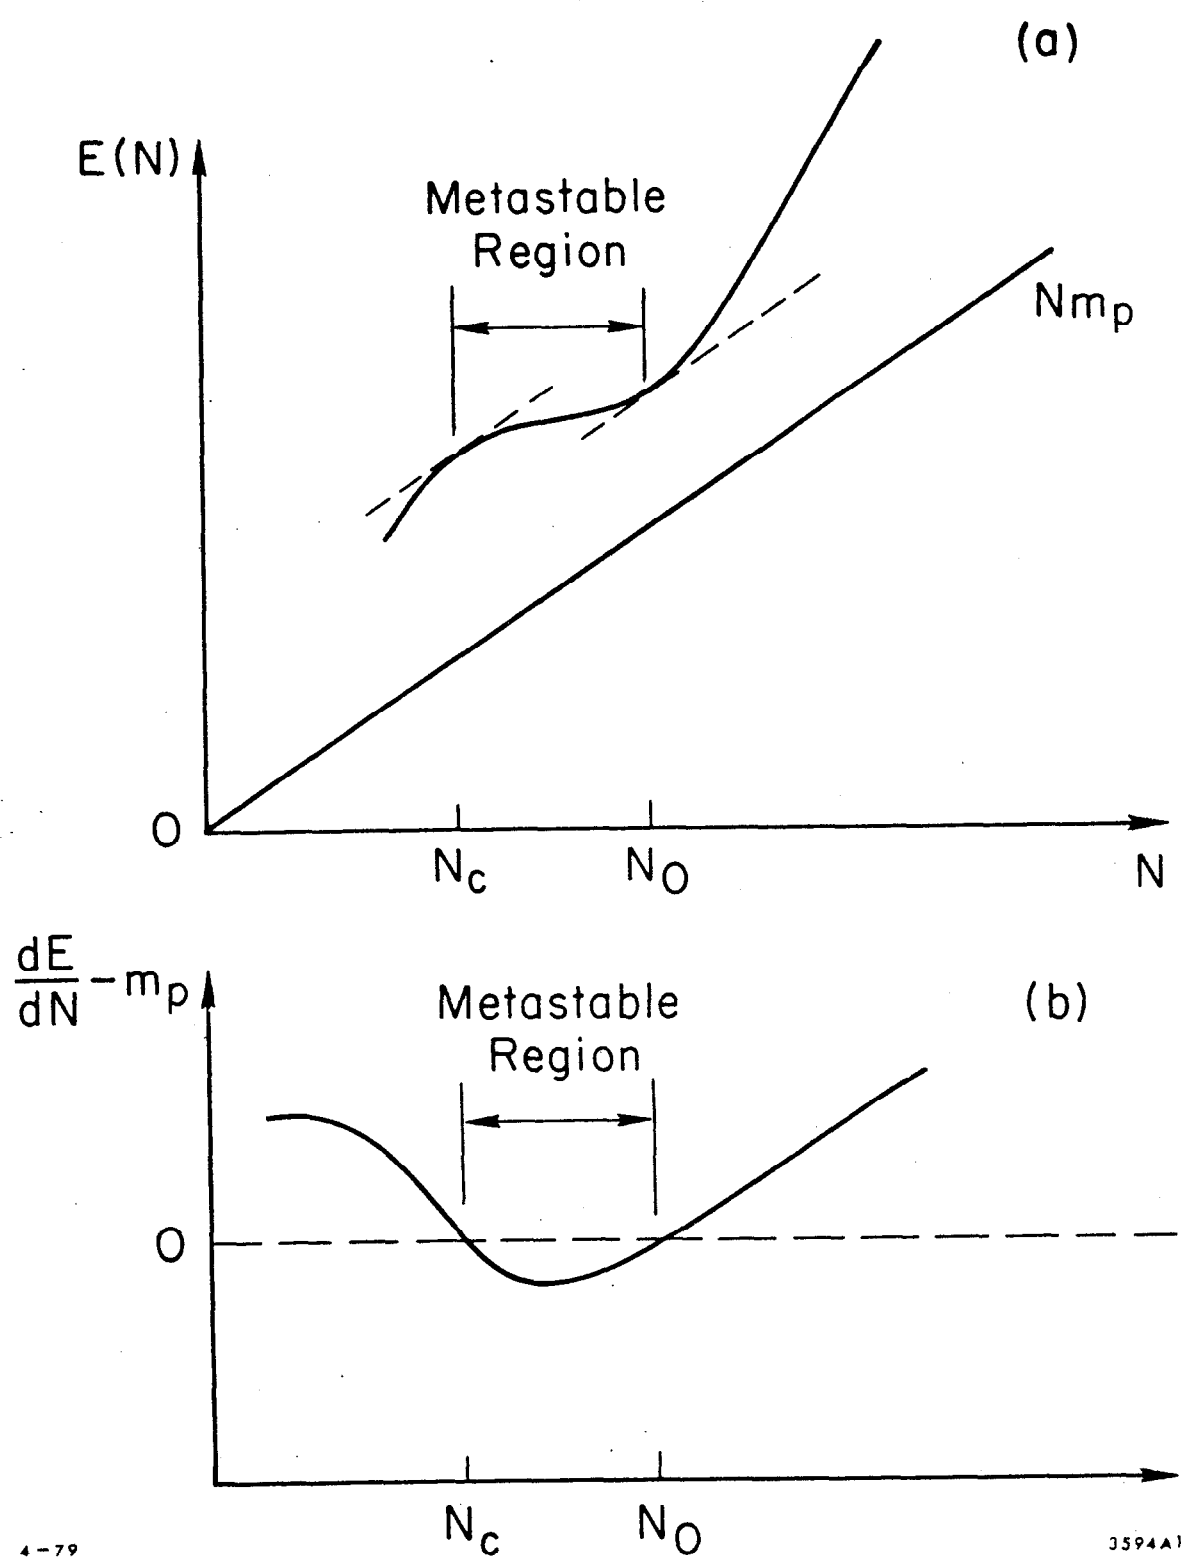 (a)
E(N)
Metastable
Region
Nm_p
O
N_c
N_O
N
dE
dN
-m_p
Metastable
Region
(b)
O
N_c
N_O
4-79
3594A1